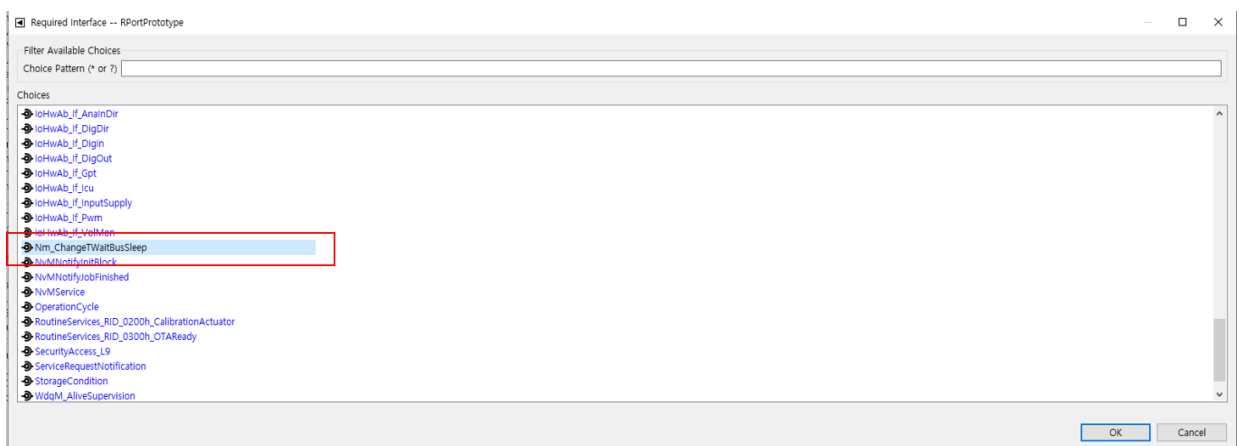 Required Interface -- RPortPrototype
Filter Available Choices
Choice Pattern (* or ?)
Choices
IoHwAb_If_AnaInDir
IoHwAb_If_DigDir
IoHwAb_If_DigIn
IoHwAb_If_DigOut
IoHwAb_If_Gpt
IoHwAb_If_Icu
IoHwAb_If_InputSupply
IoHwAb_If_Pwm
IoHwAb_If_VolMon
Nm_ChangeTWaitBusSleep
NvMNotifyInitBlock
NvMNotifyJobFinished
NvMService
OperationCycle
RoutineServices_RID_0200h_CalibrationActuator
RoutineServices_RID_0300h_OTAReady
SecurityAccess_L9
ServiceRequestNotification
StorageCondition
WdgM_AliveSupervision
OK Cancel